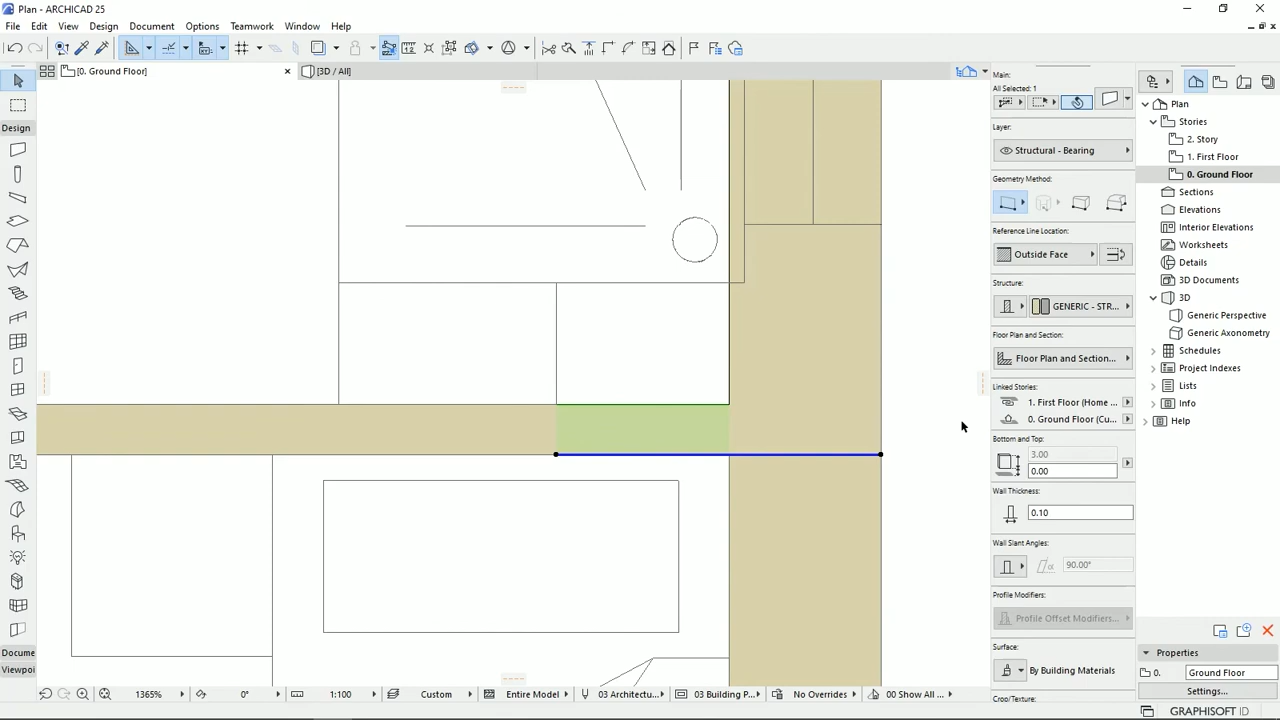 Plan - ARCHICAD 25
File Edit View Design Document Options Teamwork Window Help
[0. Ground Floor]
[3D / All]
Design
Docume
Viewpoi
1365%
0°
1:100
Custom
Entire Model
03 Architectu...
03 Building P...
No Overrides
00 Show All ...
Main:
All Selected: 1
Layer:
Structural - Bearing
Geometry Method:
Reference Line Location:
Outside Face
Structure:
GENERIC - STR...
Floor Plan and Section:
Floor Plan and Section...
Linked Stories:
1. First Floor (Home ...
0. Ground Floor (Cu...
Bottom and Top:
3.00
0.00
Wall Thickness:
0.10
Wall Slant Angles:
90.00°
Profile Modifiers:
Profile Offset Modifiers...
Surface:
By Building Materials
Crop/Texture:
Plan
Stories
2. Story
1. First Floor
0. Ground Floor
Sections
Elevations
Interior Elevations
Worksheets
Details
3D Documents
3D
Generic Perspective
Generic Axonometry
Schedules
Project Indexes
Lists
Info
Help
Properties
0.
Ground Floor
Settings...
GRAPHISOFT ID